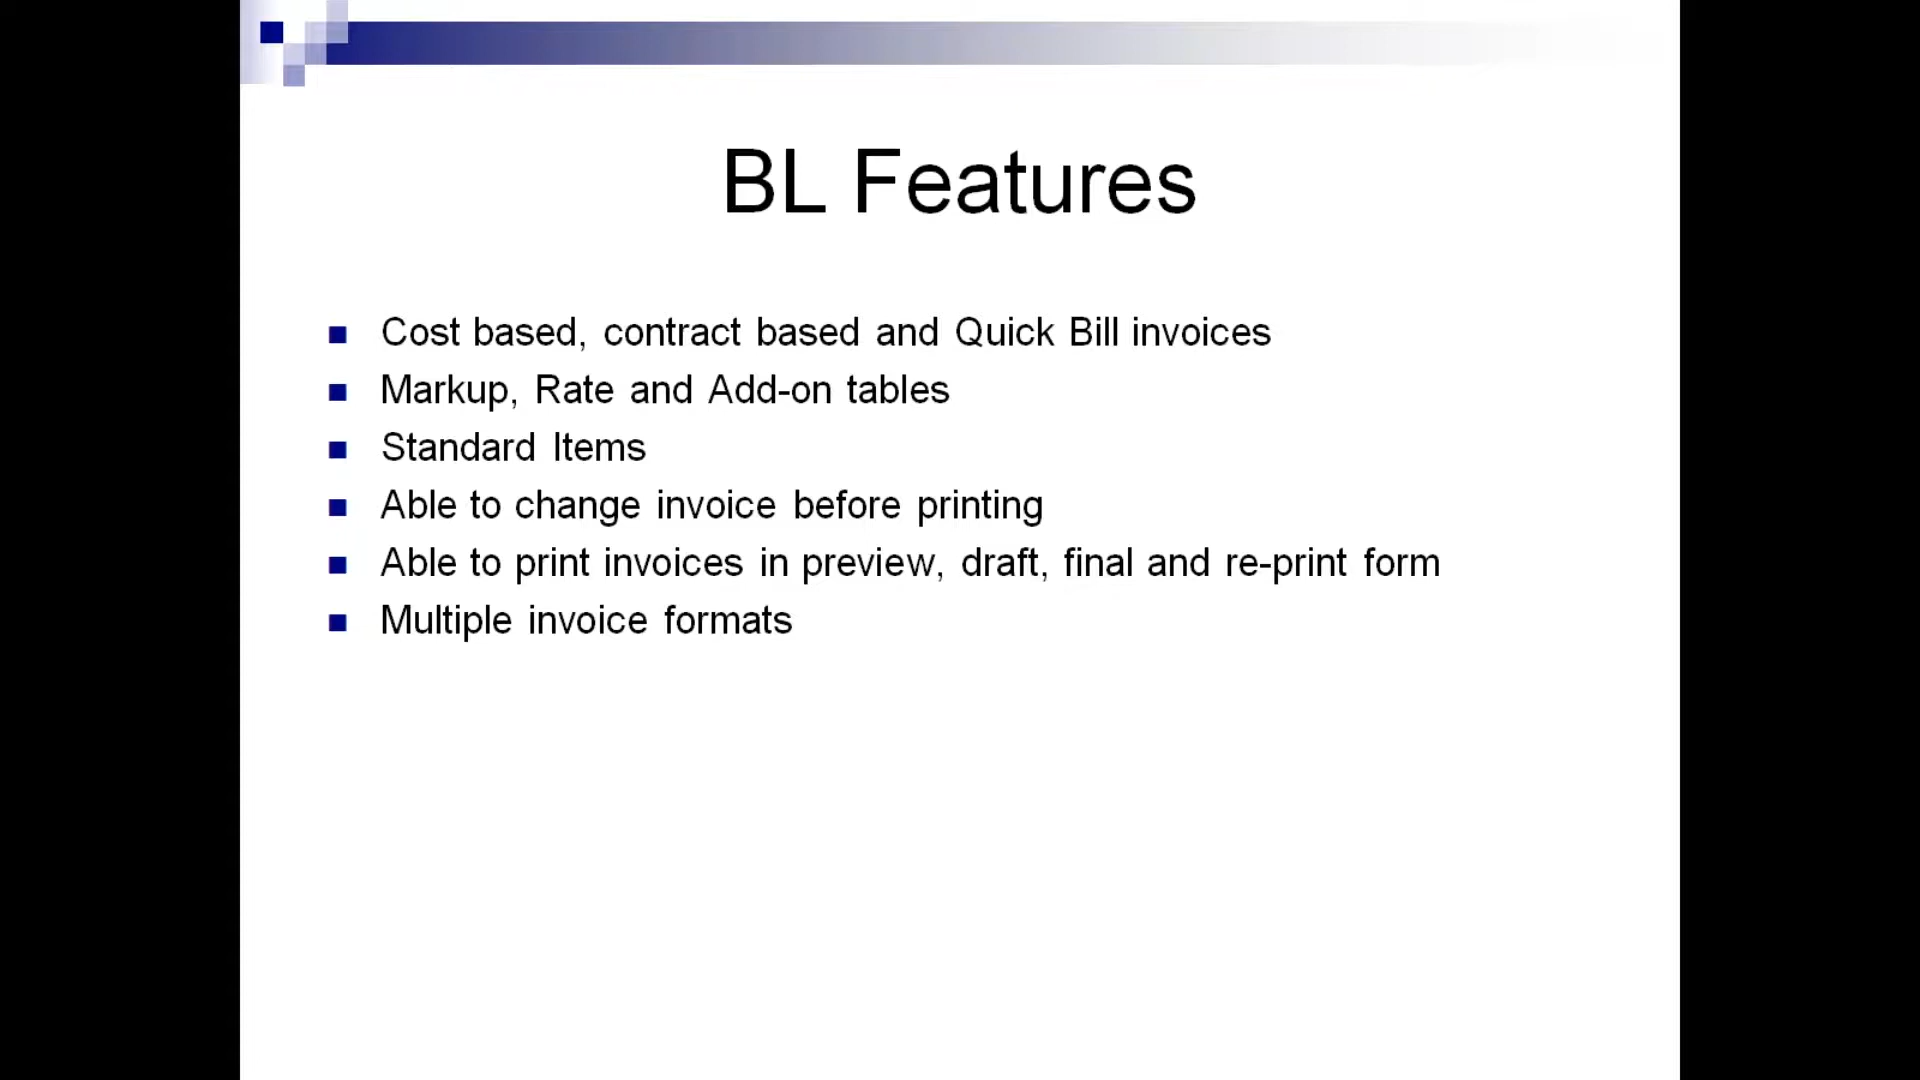 BL Features
Cost based, contract based and Quick Bill invoices
Markup, Rate and Add-on tables
Standard Items
Able to change invoice before printing
Able to print invoices in preview, draft, final and re-print form
Multiple invoice formats